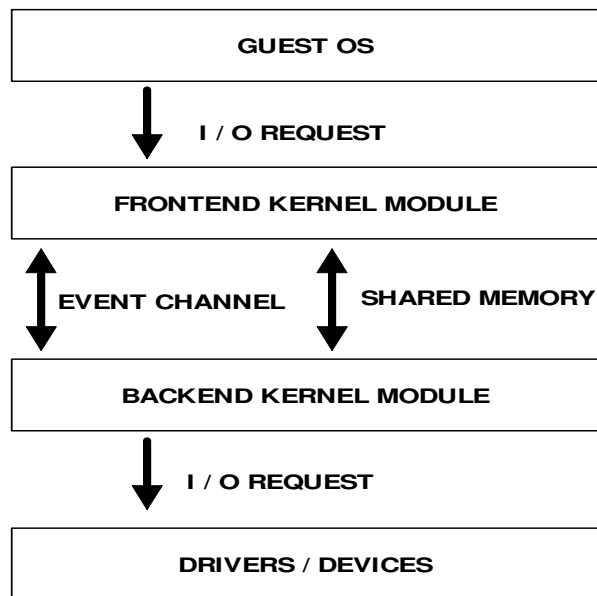 GUEST OS
I / O REQUEST
FRONTEND KERNEL MODULE
EVENT CHANNEL
SHARED MEMORY
BACKEND KERNEL MODULE
I / O REQUEST
DRIVERS / DEVICES